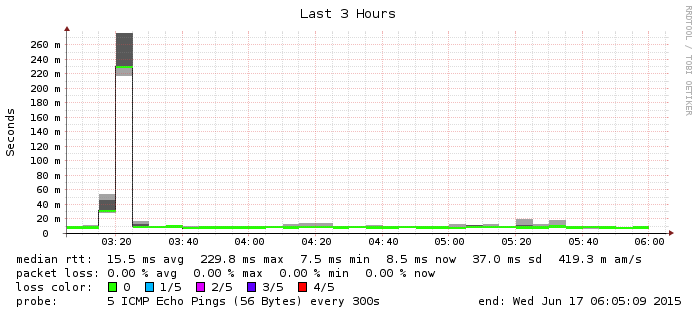 Last 3 Hours
RRDTOOL / TOBI OETIKER
Seconds
260 m
240 m
220 m
200 m
180 m
160 m
140 m
120 m
100 m
80 m
60 m
40 m
20 m
0
03:20 03:40 04:00 04:20 04:40 05:00 05:20 05:40 06:00
median rtt: 15.5 ms avg 229.8 ms max 7.5 ms min 8.5 ms now 37.0 ms sd 419.3 m am/s
packet loss: 0.00 % avg 0.00 % max 0.00 % min 0.00 % now
loss color: 0 1/5 2/5 3/5 4/5
probe: 5 ICMP Echo Pings (56 Bytes) every 300s end: Wed Jun 17 06:05:09 2015